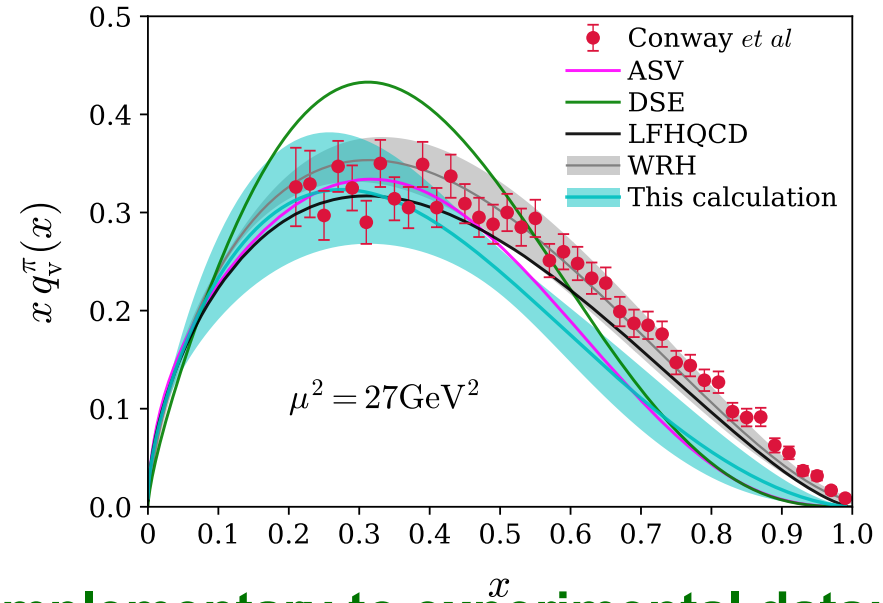 0.5
0.4
0.3
0.2
0.1
0.0
0
0.1
0.2
0.3
0.4
0.5
0.6
0.7
0.8
0.9
1.0
x q_v^π(x)
Conway et al
ASV
DSE
LFHQCD
WRH
This calculation
μ² = 27GeV²
x